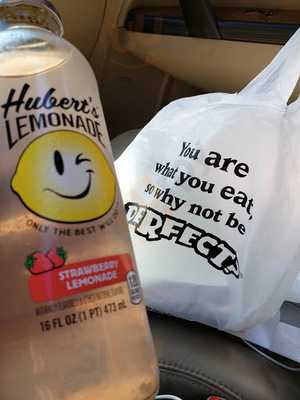 Hubert's
LEMONADE
ONLY THE BEST
STRAWBERRY
LEMONADE
16 FL OZ (1 PT) 473 mL
You are
what you eat,
so why not be
PERFECT.